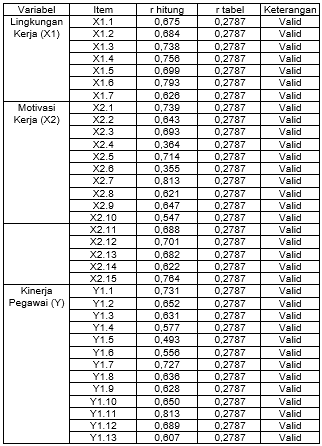 Variabel Item r hitung r tabel Keterangan
Lingkungan X1.1 0,675 0,2787 Valid
Kerja (X1) X1.2 0,684 0,2787 Valid
X1.3 0,738 0,2787 Valid
X1.4 0,756 0,2787 Valid
X1.5 0,699 0,2787 Valid
X1.6 0,793 0,2787 Valid
X1.7 0,626 0,2787 Valid
Motivasi X2.1 0,739 0,2787 Valid
Kerja (X2) X2.2 0,643 0,2787 Valid
X2.3 0,693 0,2787 Valid
X2.4 0,364 0,2787 Valid
X2.5 0,714 0,2787 Valid
X2.6 0,355 0,2787 Valid
X2.7 0,813 0,2787 Valid
X2.8 0,621 0,2787 Valid
X2.9 0,647 0,2787 Valid
X2.10 0,547 0,2787 Valid
X2.11 0,688 0,2787 Valid
X2.12 0,701 0,2787 Valid
X2.13 0,682 0,2787 Valid
X2.14 0,622 0,2787 Valid
X2.15 0,764 0,2787 Valid
Kinerja Y1.1 0,731 0,2787 Valid
Pegawai (Y) Y1.2 0,652 0,2787 Valid
Y1.3 0,631 0,2787 Valid
Y1.4 0,577 0,2787 Valid
Y1.5 0,493 0,2787 Valid
Y1.6 0,556 0,2787 Valid
Y1.7 0,727 0,2787 Valid
Y1.8 0,636 0,2787 Valid
Y1.9 0,628 0,2787 Valid
Y1.10 0,650 0,2787 Valid
Y1.11 0,813 0,2787 Valid
Y1.12 0,689 0,2787 Valid
Y1.13 0,607 0,2787 Valid